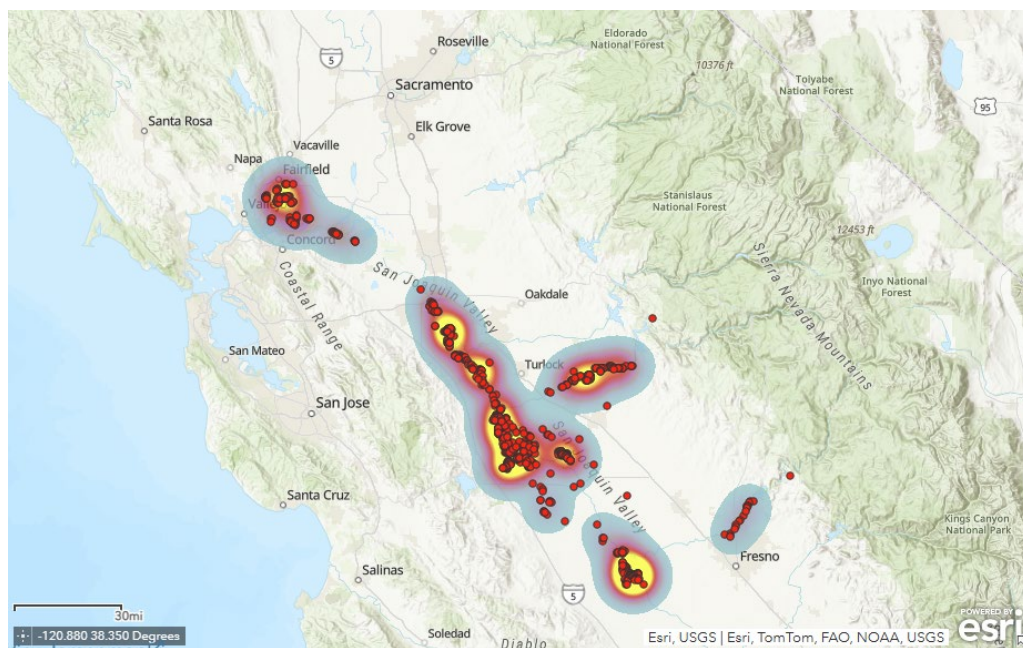 Eldorado
National Forest
Roseville
5
10376 ft
Tolyabe
National Forest
Sacramento
95
Santa Rosa
Elk Grove
Vacaville
Napa
Fairfield
Stanislaus
National Forest
12453 ft
Concord
San Joaquin Valley
Coastal Range
Sierra Nevada Mountains
Inyo National
Forest
Oakdale
San Mateo
Turlock
San Jose
San Joaquin Valley
Santa Cruz
Kings Canyon
National Park
Fresno
Salinas
5
30mi
-120.880 38.350 Degrees
Soledad
Diablo
Esri, USGS | Esri, TomTom, FAO, NOAA, USGS
POWERED BY
esri